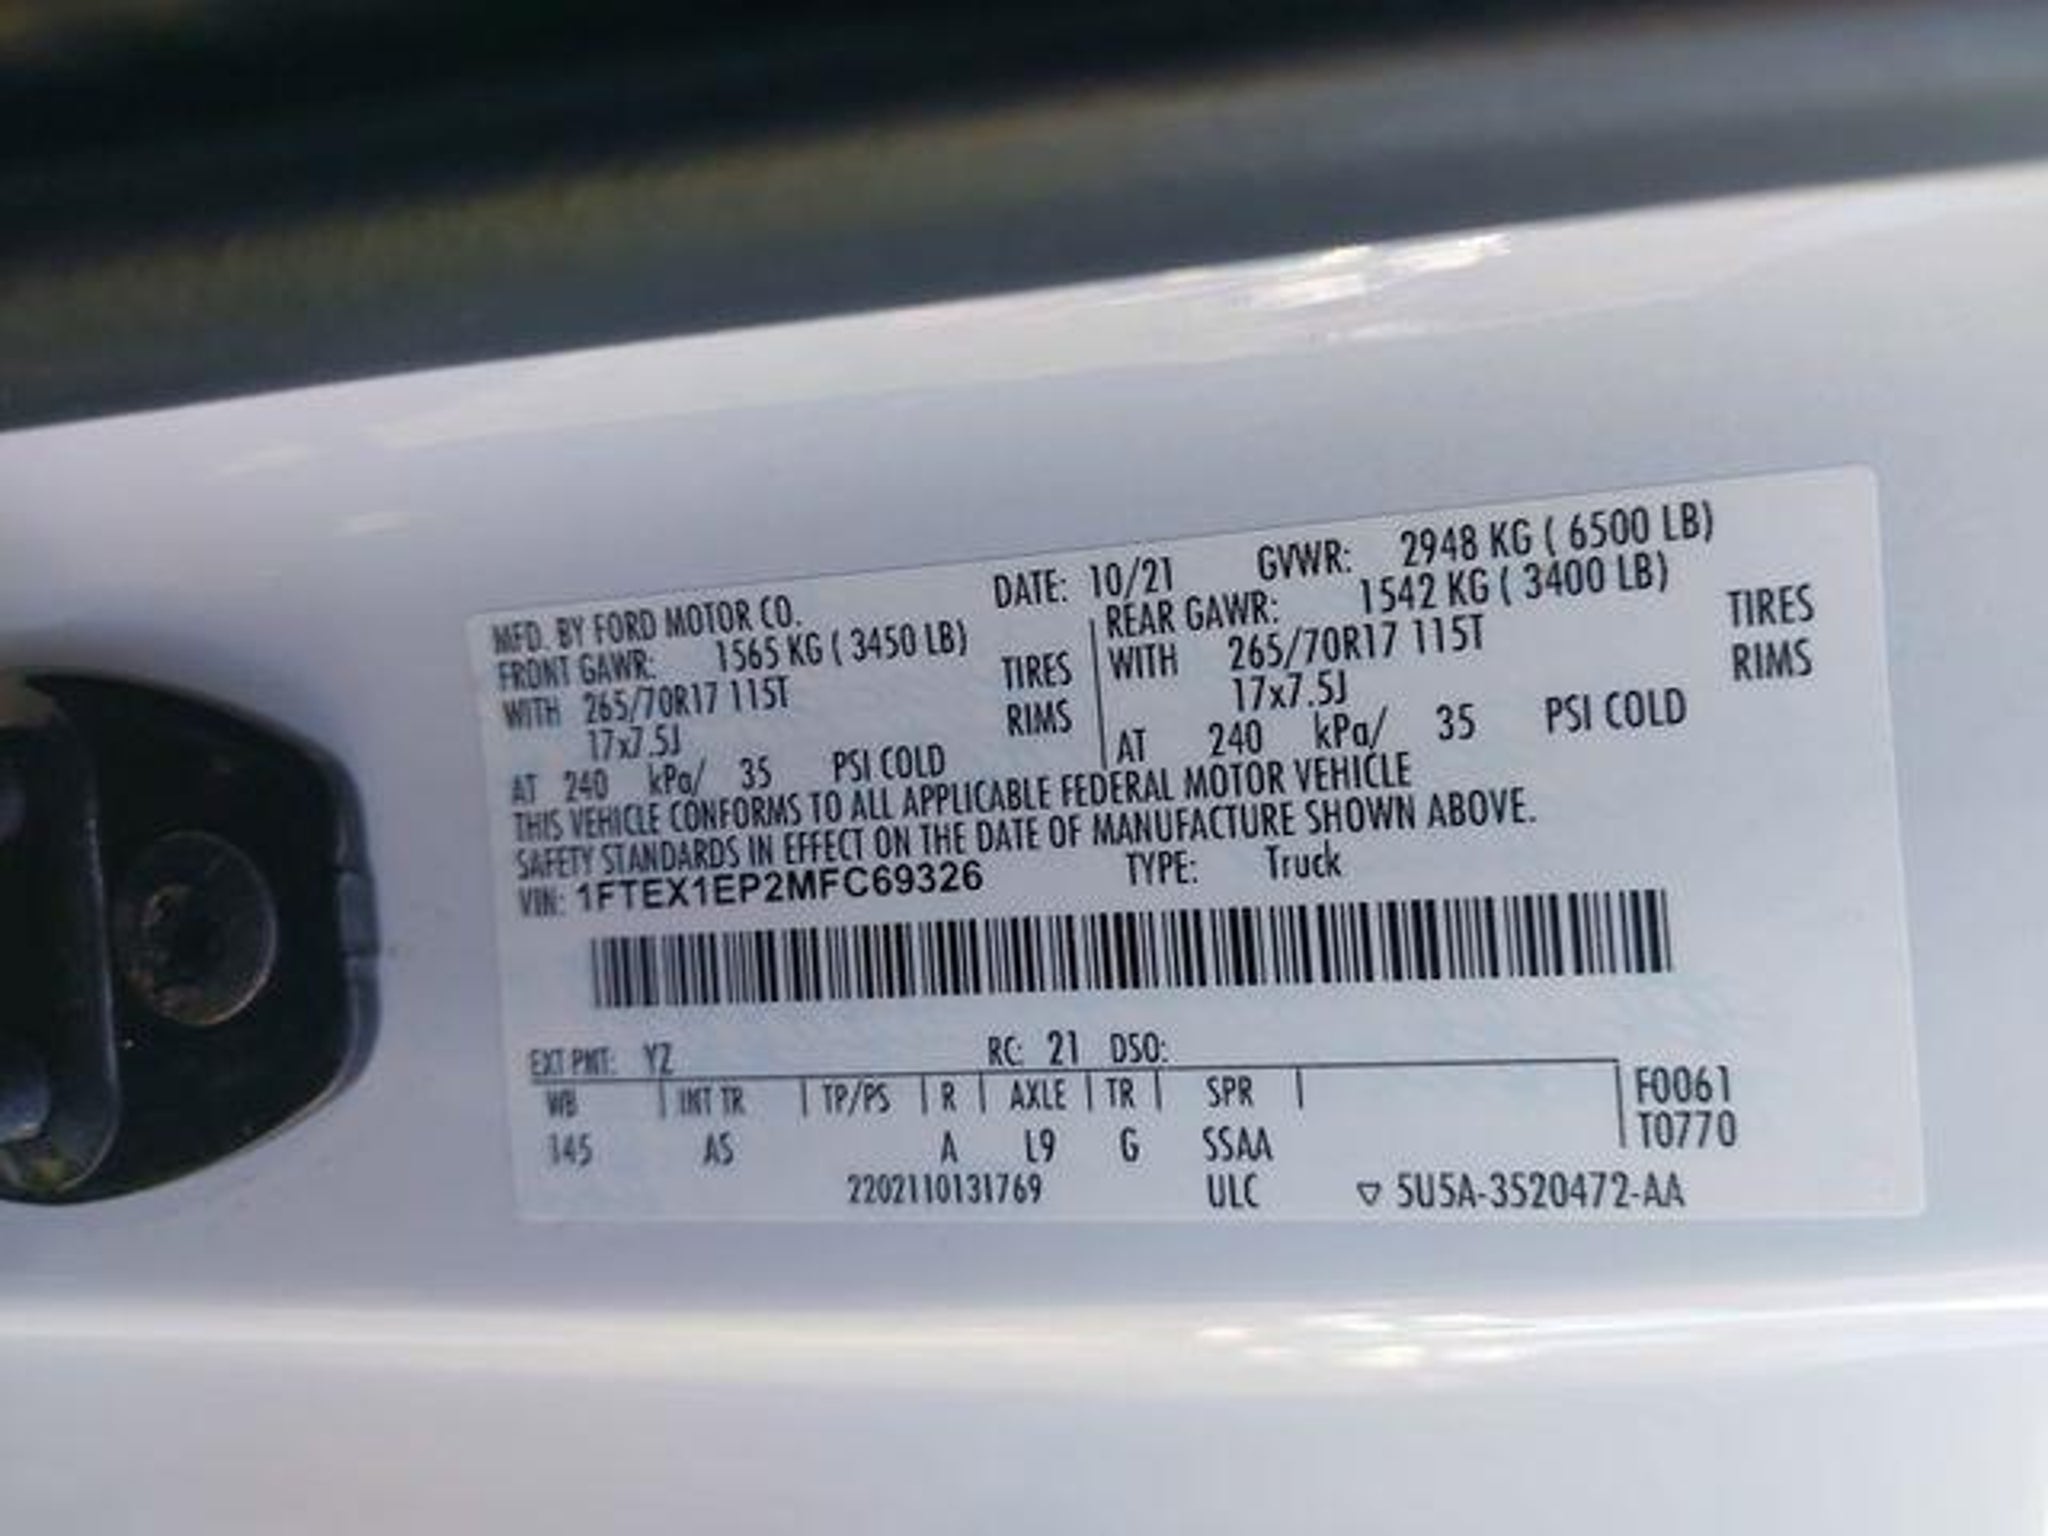 MFD. BY FORD MOTOR CO. DATE: 10/21 GVWR: 2948 KG ( 6500 LB)
FRONT GAWR: 1565 KG ( 3450 LB)
WITH 265/70R17 115T TIRES
17x7.5J RIMS
AT 240 kPa/ 35 PSI COLD
REAR GAWR: 1542 KG ( 3400 LB)
WITH 265/70R17 115T TIRES
17x7.5J RIMS
AT 240 kPa/ 35 PSI COLD
THIS VEHICLE CONFORMS TO ALL APPLICABLE FEDERAL MOTOR VEHICLE
SAFETY STANDARDS IN EFFECT ON THE DATE OF MANUFACTURE SHOWN ABOVE.
VIN: 1FTEX1EP2MFC69326 TYPE: Truck
EXT PNT: YZ RC: 21 DSO:
WB | INT TR | TP/PS | R | AXLE | TR | SPR | F0061
145 AS A L9 G SSAA T0770
2202110131769 ULC ▽ 5U5A-3520472-AA